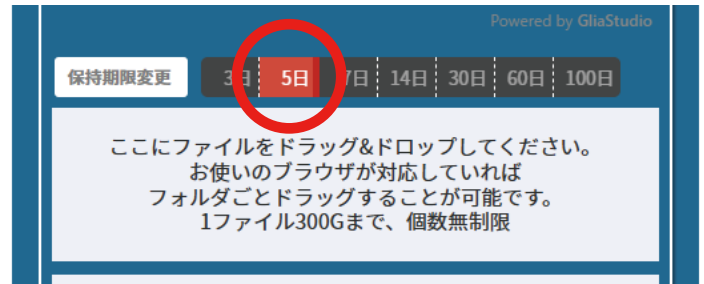 Powered by GliaStudio
保持期限変更 3日 5日 7日 14日 30日 60日 100日
ここにファイルをドラッグ&ドロップしてください。
お使いのブラウザが対応していれば
フォルダごとドラッグすることが可能です。
1ファイル300Gまで、個数無制限